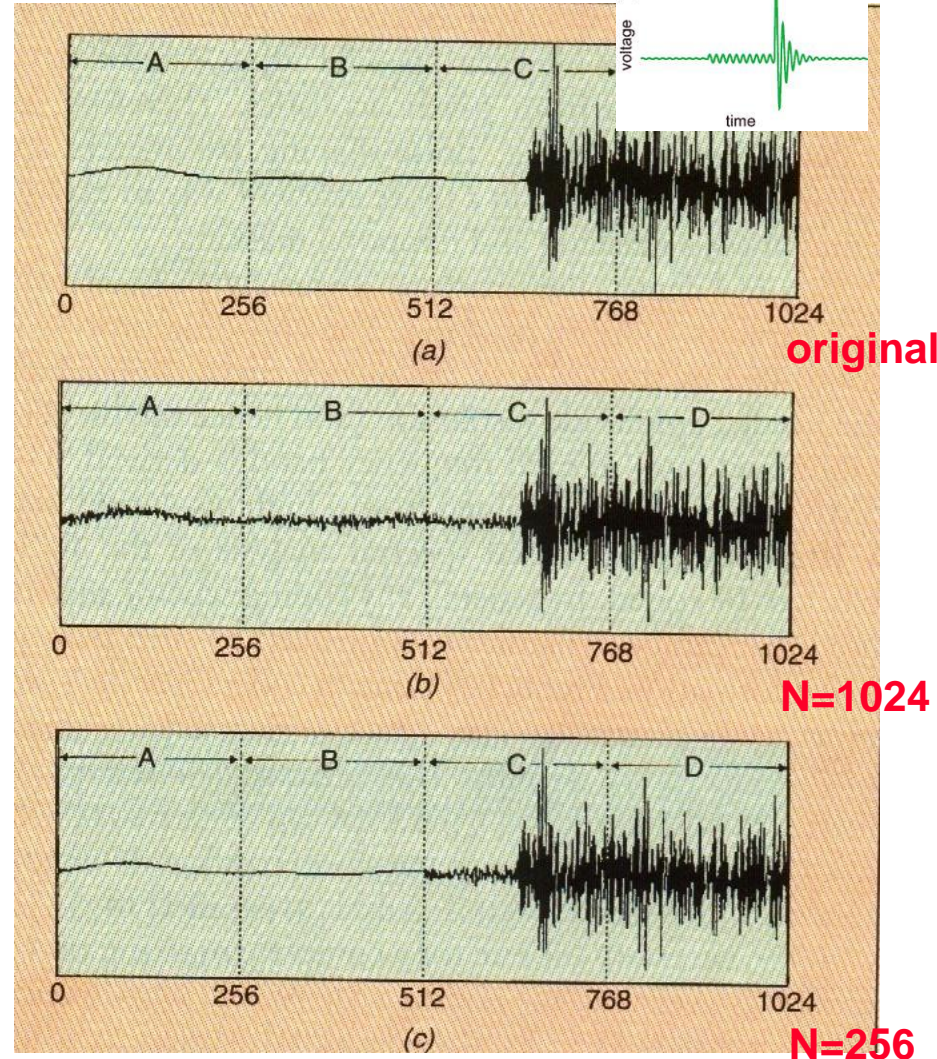 voltage
time
A B C
0 256 512 768 1024
(a)
original
A B C D
0 256 512 768 1024
(b)
N=1024
A B C D
0 256 512 768 1024
(c)
N=256